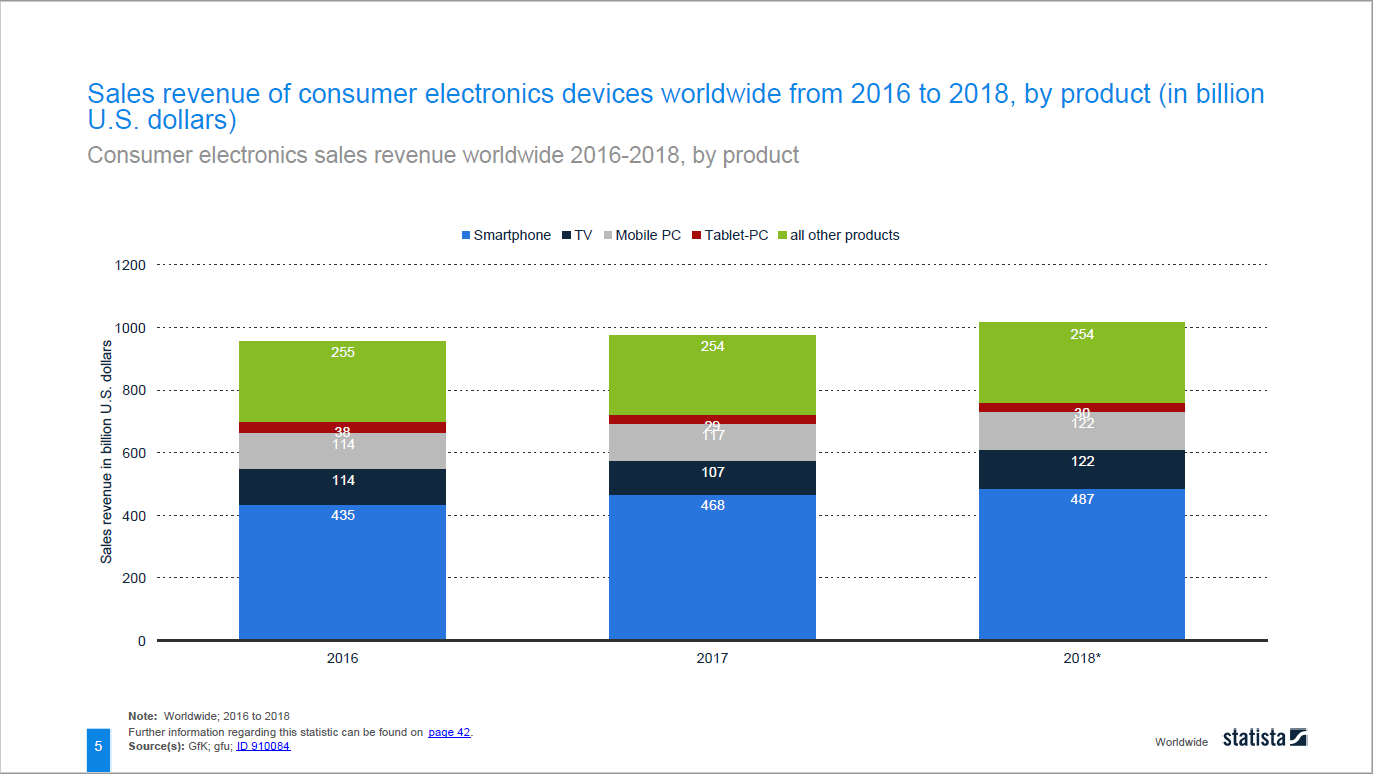 Sales revenue of consumer electronics devices worldwide from 2016 to 2018, by product (in billion
U.S. dollars)
Consumer electronics sales revenue worldwide 2016-2018, by product
Smartphone TV Mobile PC Tablet-PC all other products
Sales revenue in billion U.S. dollars
1200
1000
800
600
400
200
0
255
38
114
114
435
254
29
117
107
468
254
30
122
122
487
2016 2017 2018*
Note: Worldwide; 2016 to 2018
Further information regarding this statistic can be found on page 42.
Source(s): GfK; gfu; ID 910084
5
Worldwide
statista